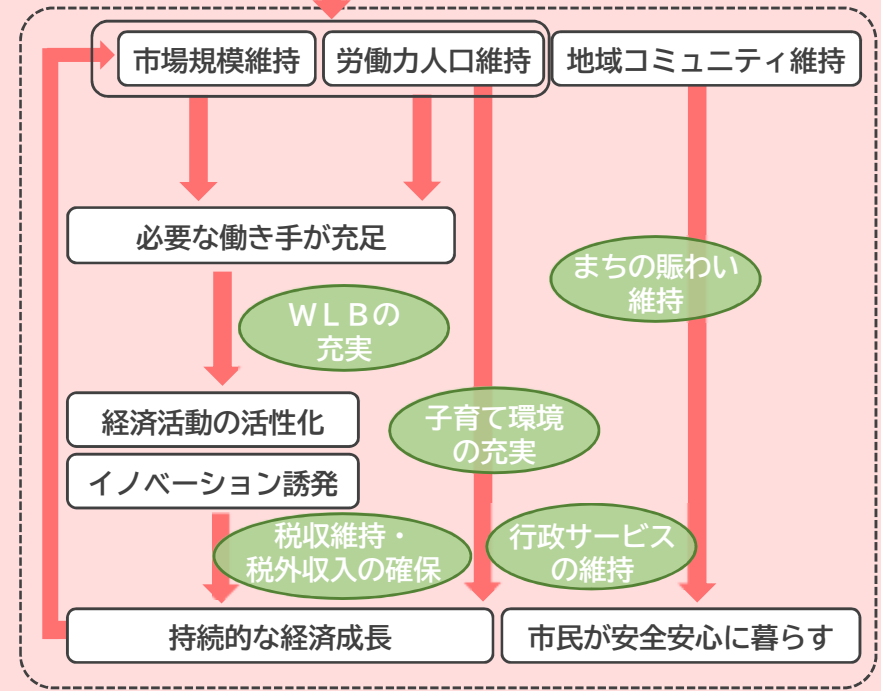 市場規模維持
労働力人口維持
地域コミュニティ維持
必要な働き手が充足
まちの賑わい
維持
ＷＬＢの
充実
経済活動の活性化
子育て環境
の充実
イノベーション誘発
税収維持・
税外収入の確保
行政サービス
の維持
持続的な経済成長
市民が安全安心に暮らす